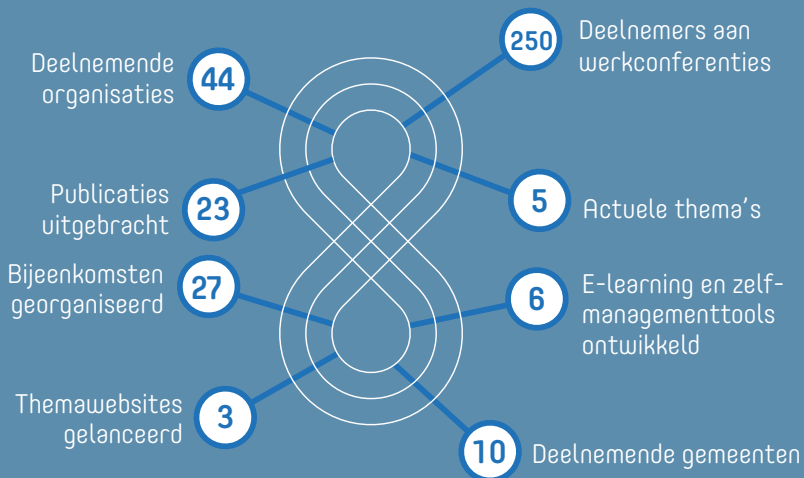 Deelnemende
organisaties
44
250
Deelnemers aan
werkconferenties
Publicaties
uitgebracht
23
5
Actuele thema's
Bijeenkomsten
georganiseerd
27
6
E-learning en zelf-
managementtools
ontwikkeld
Themawebsites
gelanceerd
3
10
Deelnemende gemeenten